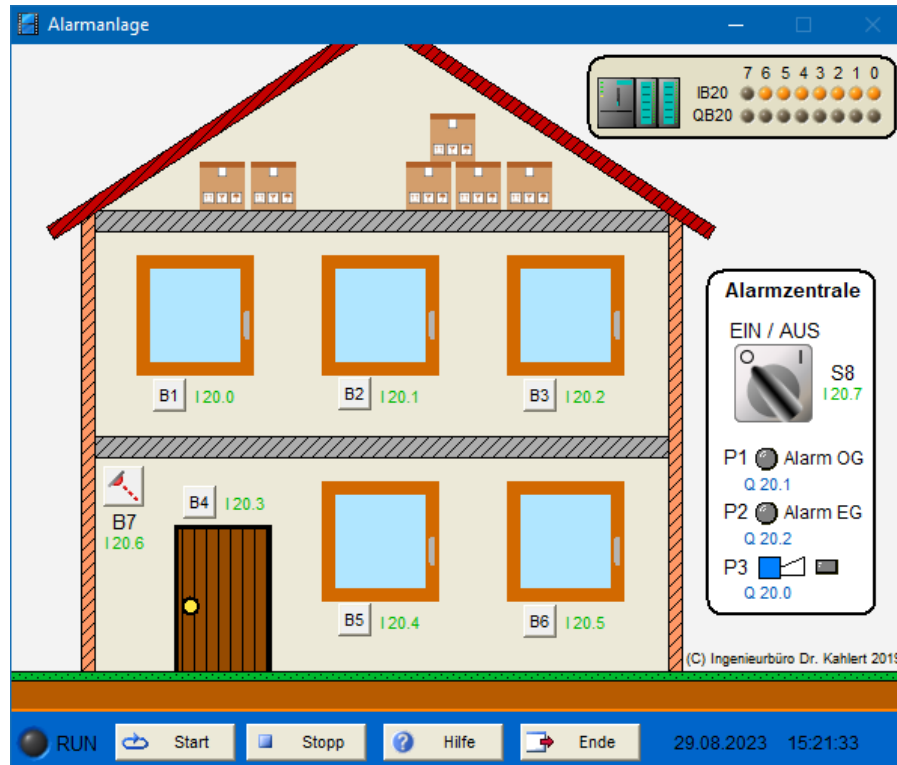 Alarmanlage
7 6 5 4 3 2 1 0
IB20
QB20
Alarmzentrale
EIN / AUS
O I
S8
I 20.7
B1 I 20.0
B2 I 20.1
B3 I 20.2
P1 Alarm OG
Q 20.1
P2 Alarm EG
Q 20.2
P3
Q 20.0
B7
I 20.6
B4 I 20.3
B5 I 20.4
B6 I 20.5
(C) Ingenieurbüro Dr. Kahlert 2019
RUN Start Stopp Hilfe Ende 29.08.2023 15:21:33